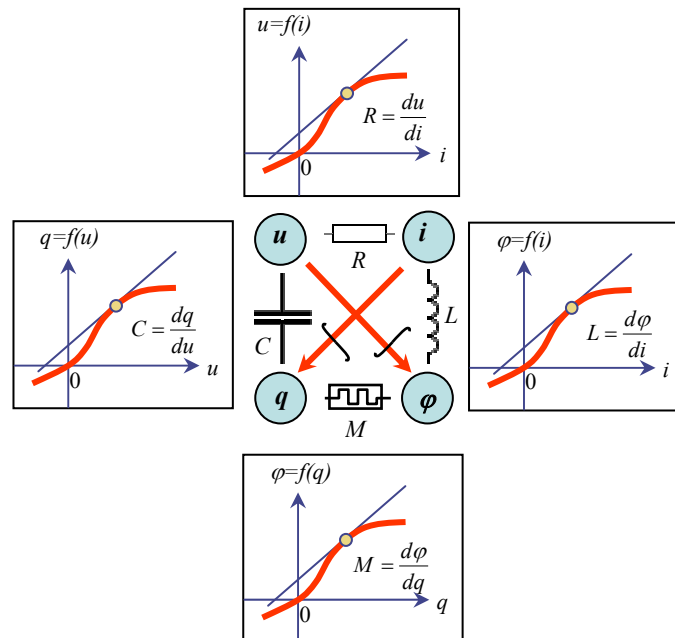 u=f(i)
R = du/di
i
0
q=f(u)
C = dq/du
u
0
u
i
R
C
L
q
φ
M
φ=f(i)
L = dφ/di
i
0
φ=f(q)
M = dφ/dq
q
0